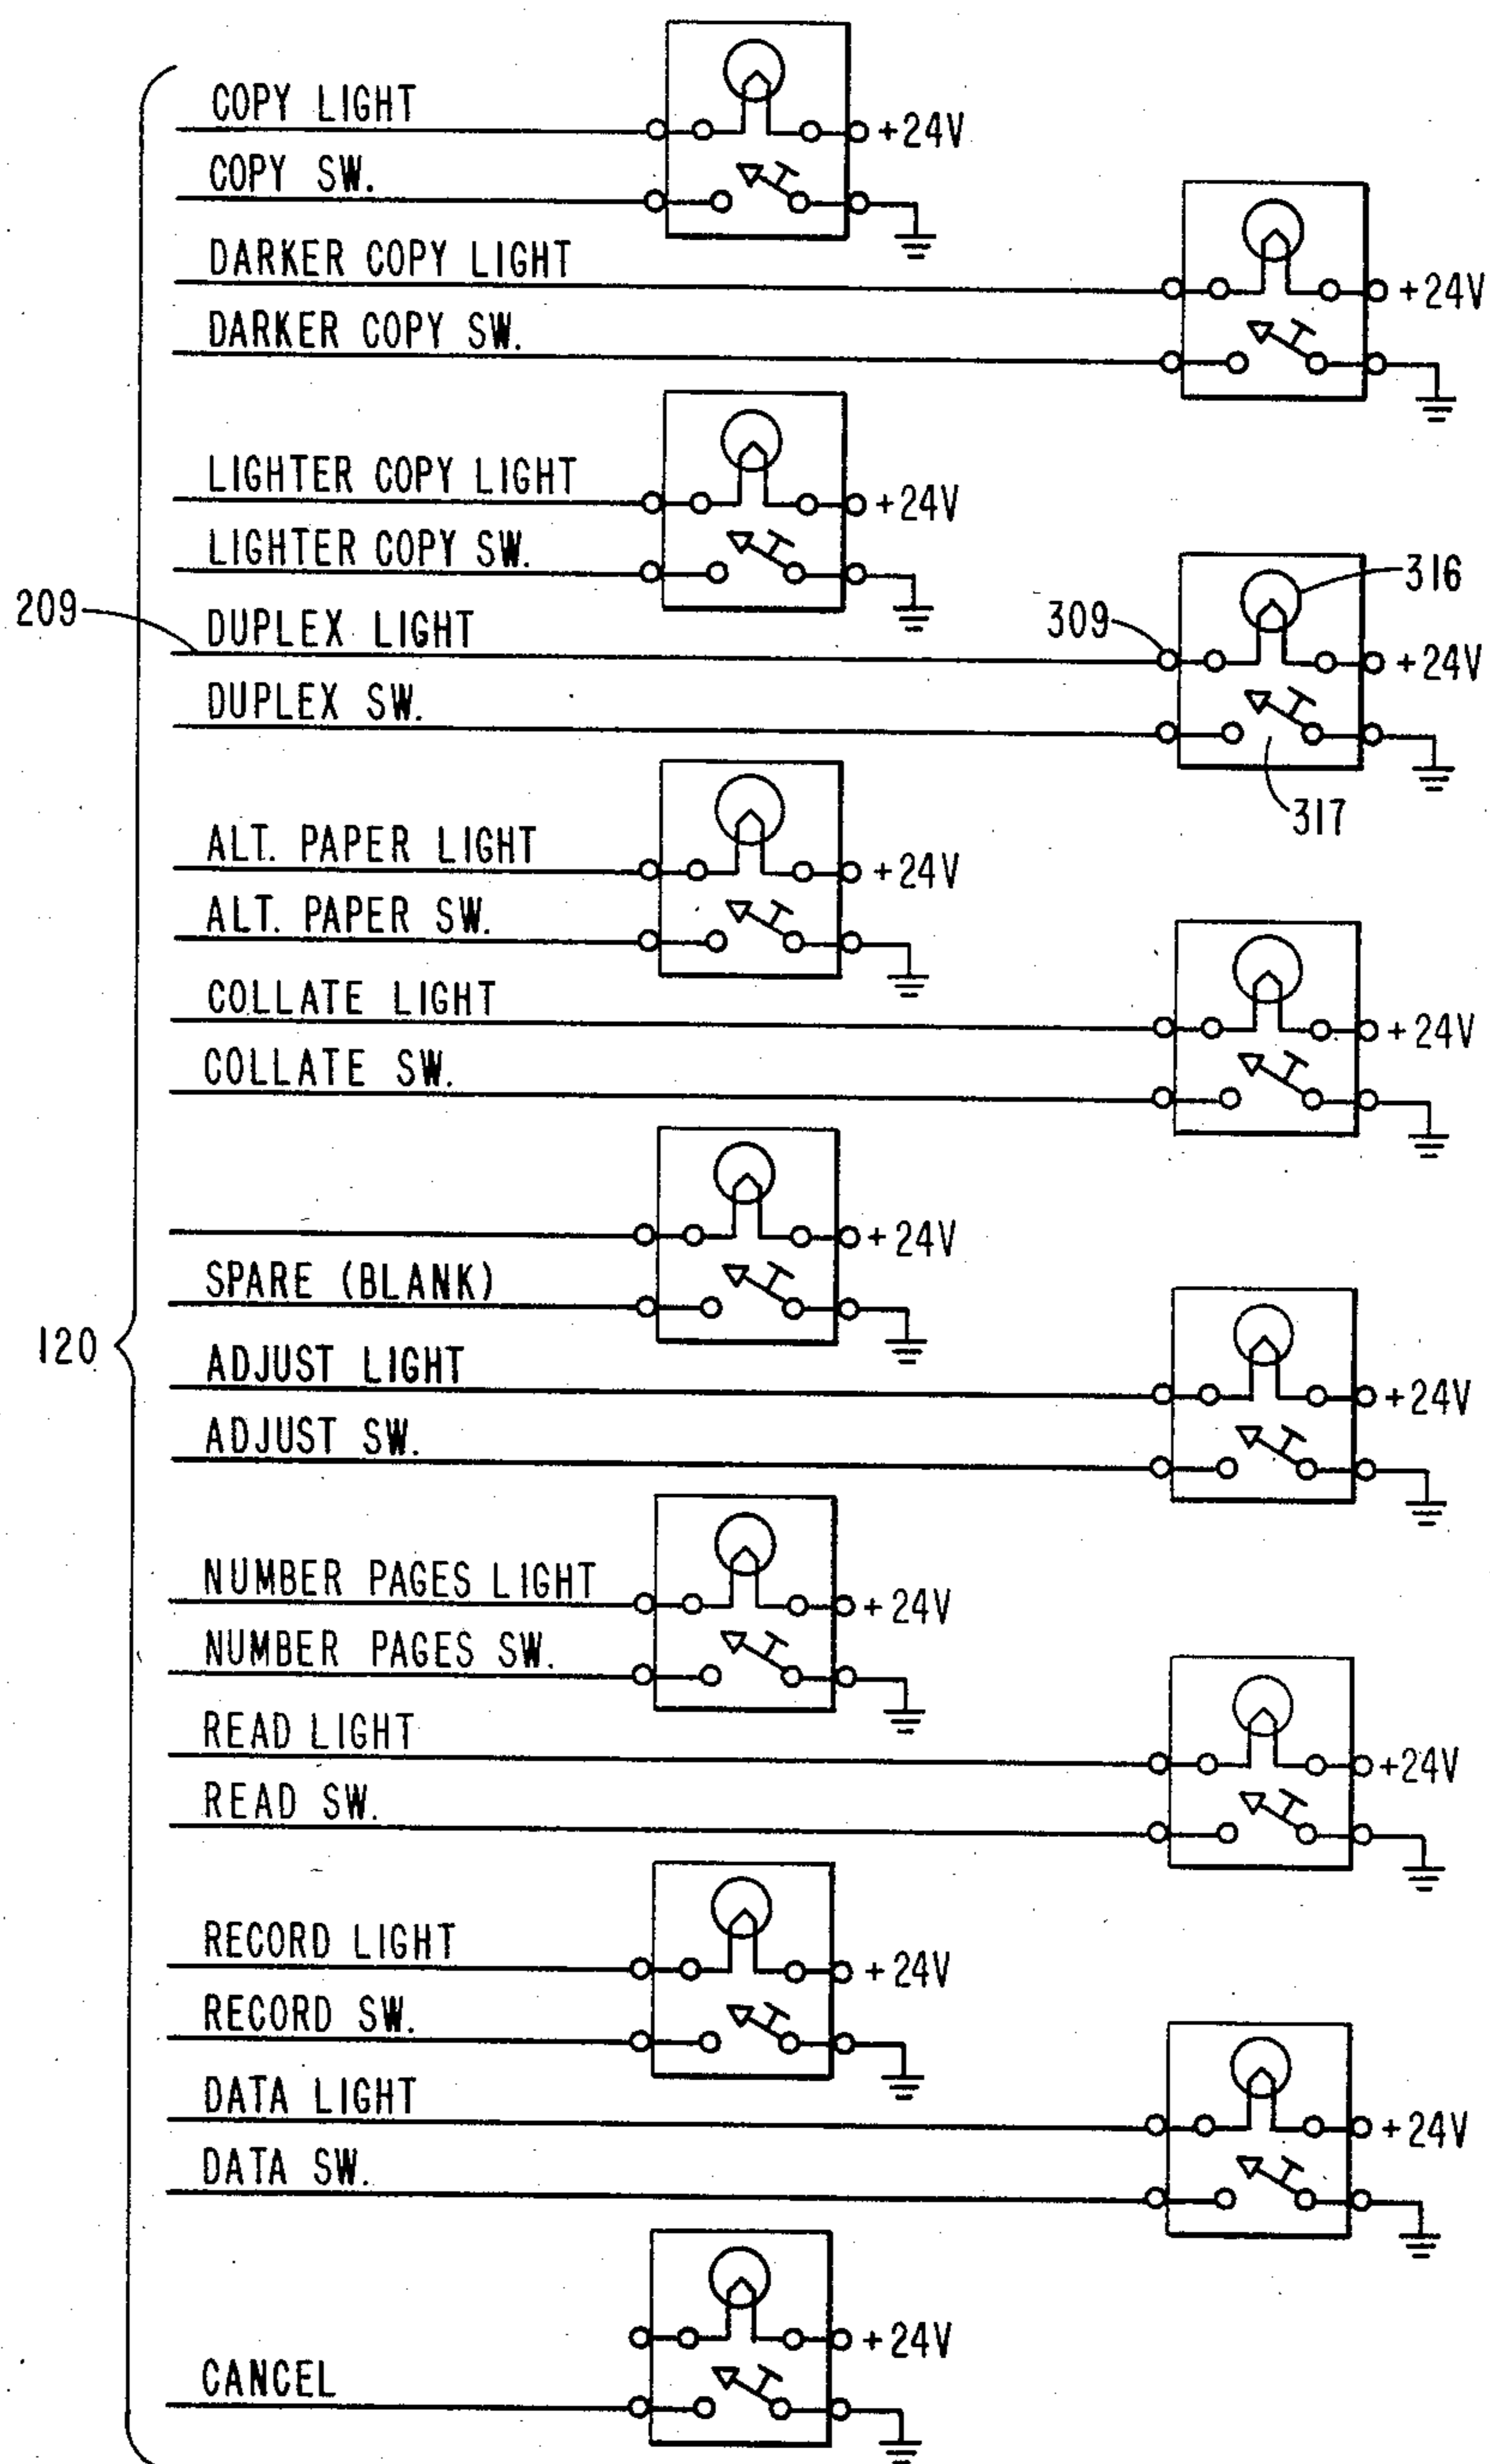 COPY LIGHT
+24V
COPY SW.
DARKER COPY LIGHT
+24V
DARKER COPY SW.
LIGHTER COPY LIGHT
+24V
LIGHTER COPY SW.
316
209
309
DUPLEX LIGHT
+24V
DUPLEX SW.
317
ALT. PAPER LIGHT
+24V
ALT. PAPER SW.
COLLATE LIGHT
+24V
COLLATE SW.
+24V
SPARE (BLANK)
120
ADJUST LIGHT
+24V
ADJUST SW.
NUMBER PAGES LIGHT
+24V
NUMBER PAGES SW.
READ LIGHT
+24V
READ SW.
RECORD LIGHT
+24V
RECORD SW.
DATA LIGHT
+24V
DATA SW.
+24V
CANCEL